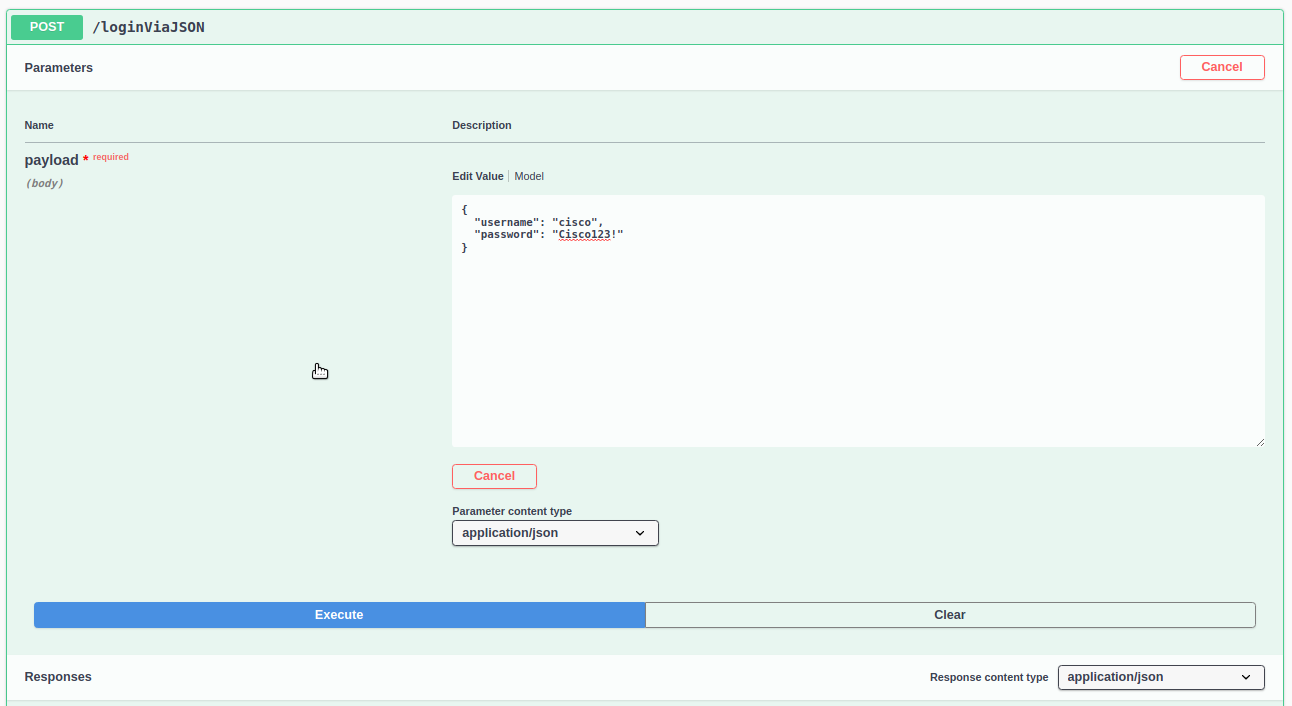 POST /loginViaJSON
Parameters
Cancel
Name Description
payload * required
(body)
Edit Value Model
{
"username": "cisco",
"password": "Cisco123!"
}
Cancel
Parameter content type
application/json
Execute Clear
Responses Response content type application/json